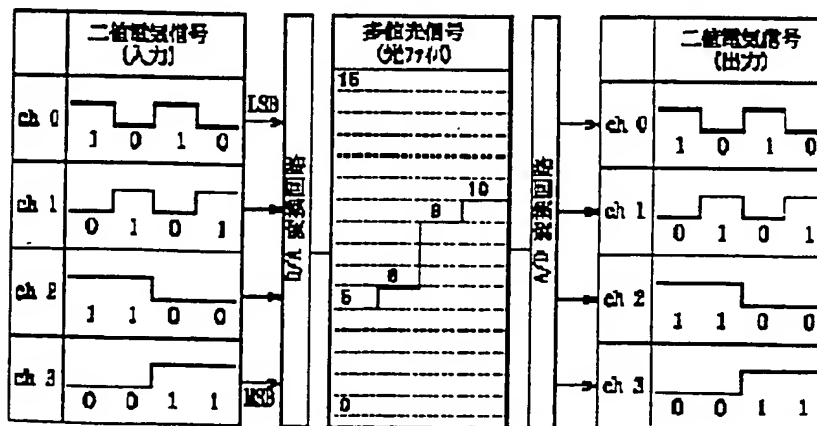 二値電気信号
(入力)
ch 0
1 0 1 0
ch 1
0 1 0 1
ch 2
1 1 0 0
ch 3
0 0 1 1
LSB
MSB
D/A 変換回路
多値光信号
(光ファイバ)
15
10
9
6
5
0
A/D 変換回路
二値電気信号
(出力)
ch 0
1 0 1 0
ch 1
0 1 0 1
ch 2
1 1 0 0
ch 3
0 0 1 1